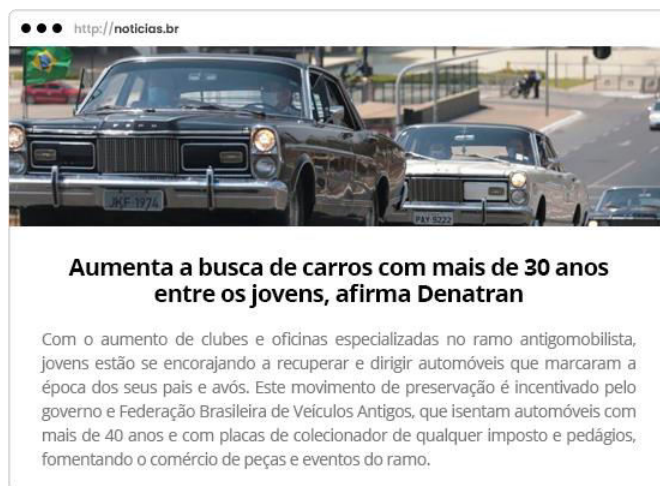 http://noticias.br
JKF-1974
PAY 5222
Aumenta a busca de carros com mais de 30 anos
entre os jovens, afirma Denatran
Com o aumento de clubes e oficinas especializadas no ramo antigomobilista,
jovens estão se encorajando a recuperar e dirigir automóveis que marcaram a
época dos seus pais e avós. Este movimento de preservação é incentivado pelo
governo e Federação Brasileira de Veículos Antigos, que isentam automóveis com
mais de 40 anos e com placas de colecionador de qualquer imposto e pedágios,
fomentando o comércio de peças e eventos do ramo.